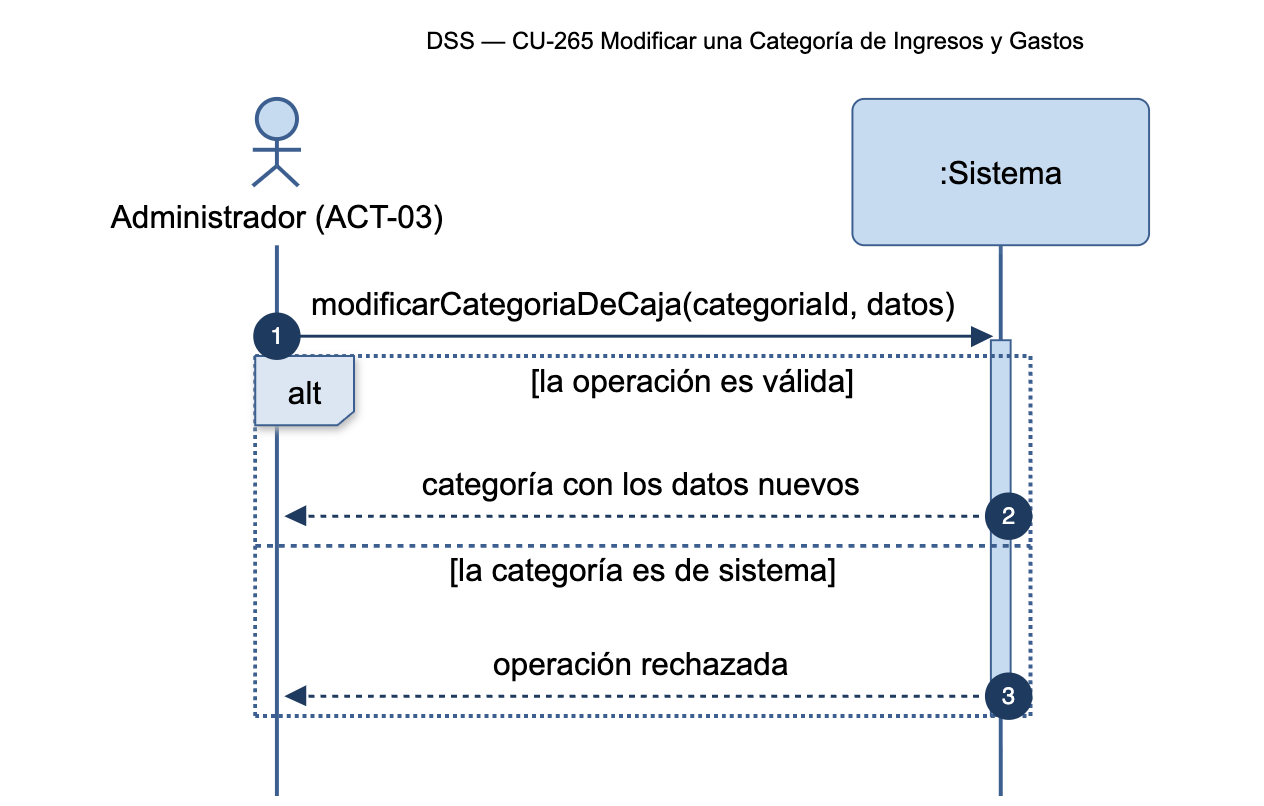 DSS — CU-265 Modificar una Categoría de Ingresos y Gastos
:Sistema
Administrador (ACT-03)
modificarCategoriaDeCaja(categoriaId, datos)
1
alt
[la operación es válida]
categoría con los datos nuevos
2
[la categoría es de sistema]
operación rechazada
3